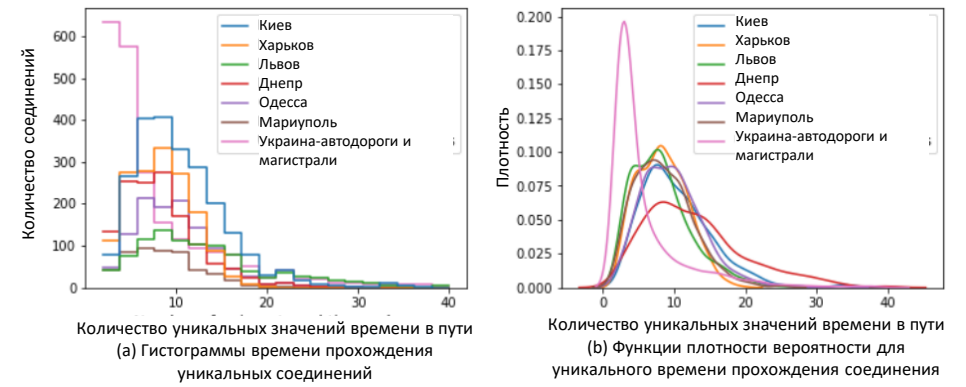 Количество соединений
600
500
400
300
200
100
0
10
20
30
40
Киев
Харьков
Львов
Днепр
Одесса
Мариуполь
Украина-автодороги и
магистрали
Количество уникальных значений времени в пути
(a) Гистограммы времени прохождения
уникальных соединений
Плотность
0.200
0.175
0.150
0.125
0.100
0.075
0.050
0.025
0.000
0
10
20
30
40
Киев
Харьков
Львов
Днепр
Одесса
Мариуполь
Украина-автодороги и
магистрали
Количество уникальных значений времени в пути
(b) Функции плотности вероятности для
уникального времени прохождения соединения